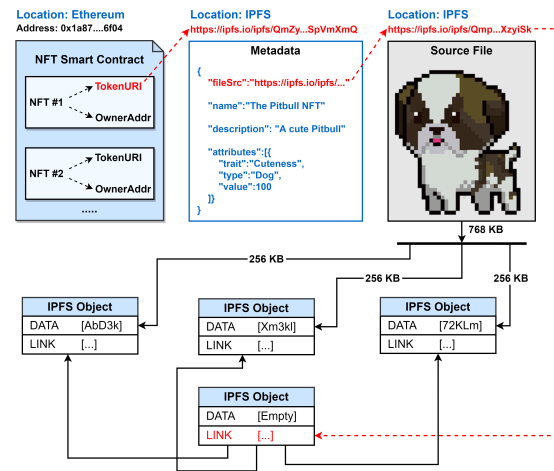 Location: Ethereum
Address: 0x1a87....6f04
NFT Smart Contract
NFT #1
TokenURI
OwnerAddr
NFT #2
TokenURI
OwnerAddr
.....
Location: IPFS
https://ipfs.io/ipfs/QmZy...SpVmXmQ
Metadata
{
"fileSrc":"https://ipfs.io/ipfs/..."
"name":"The Pitbull NFT"
"description": "A cute Pitbull"
"attributes":[{
"trait":"Cuteness",
"type":"Dog",
"value":100
]}
}
Location: IPFS
https://ipfs.io/ipfs/Qmp...XzyiSk
Source File
768 KB
256 KB
256 KB
256 KB
IPFS Object
DATA [AbD3k]
LINK [...]
IPFS Object
DATA [Xm3kl]
LINK [...]
IPFS Object
DATA [72KLm]
LINK [...]
IPFS Object
DATA [Empty]
LINK [...]